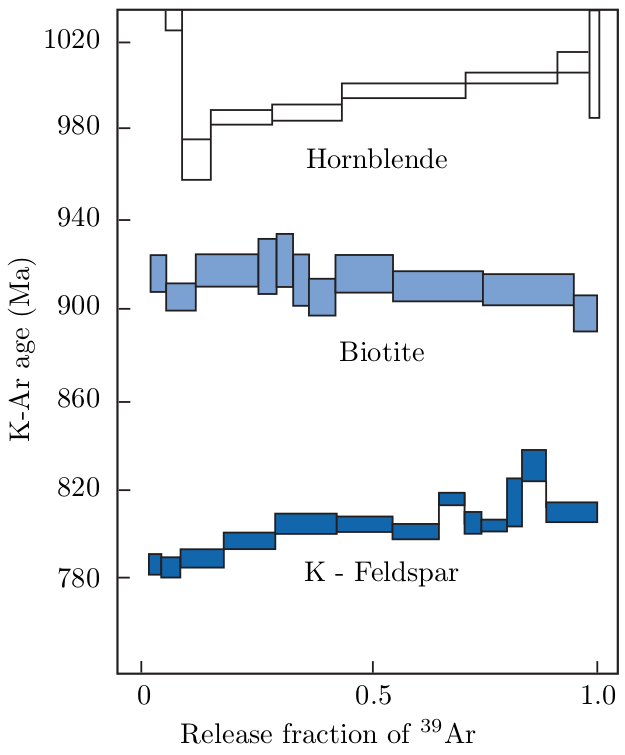 1020
980
Hornblende
940
900
Biotite
860
820
K - Feldspar
780
K-Ar age (Ma)
0 0.5 1.0
Release fraction of ³⁹Ar